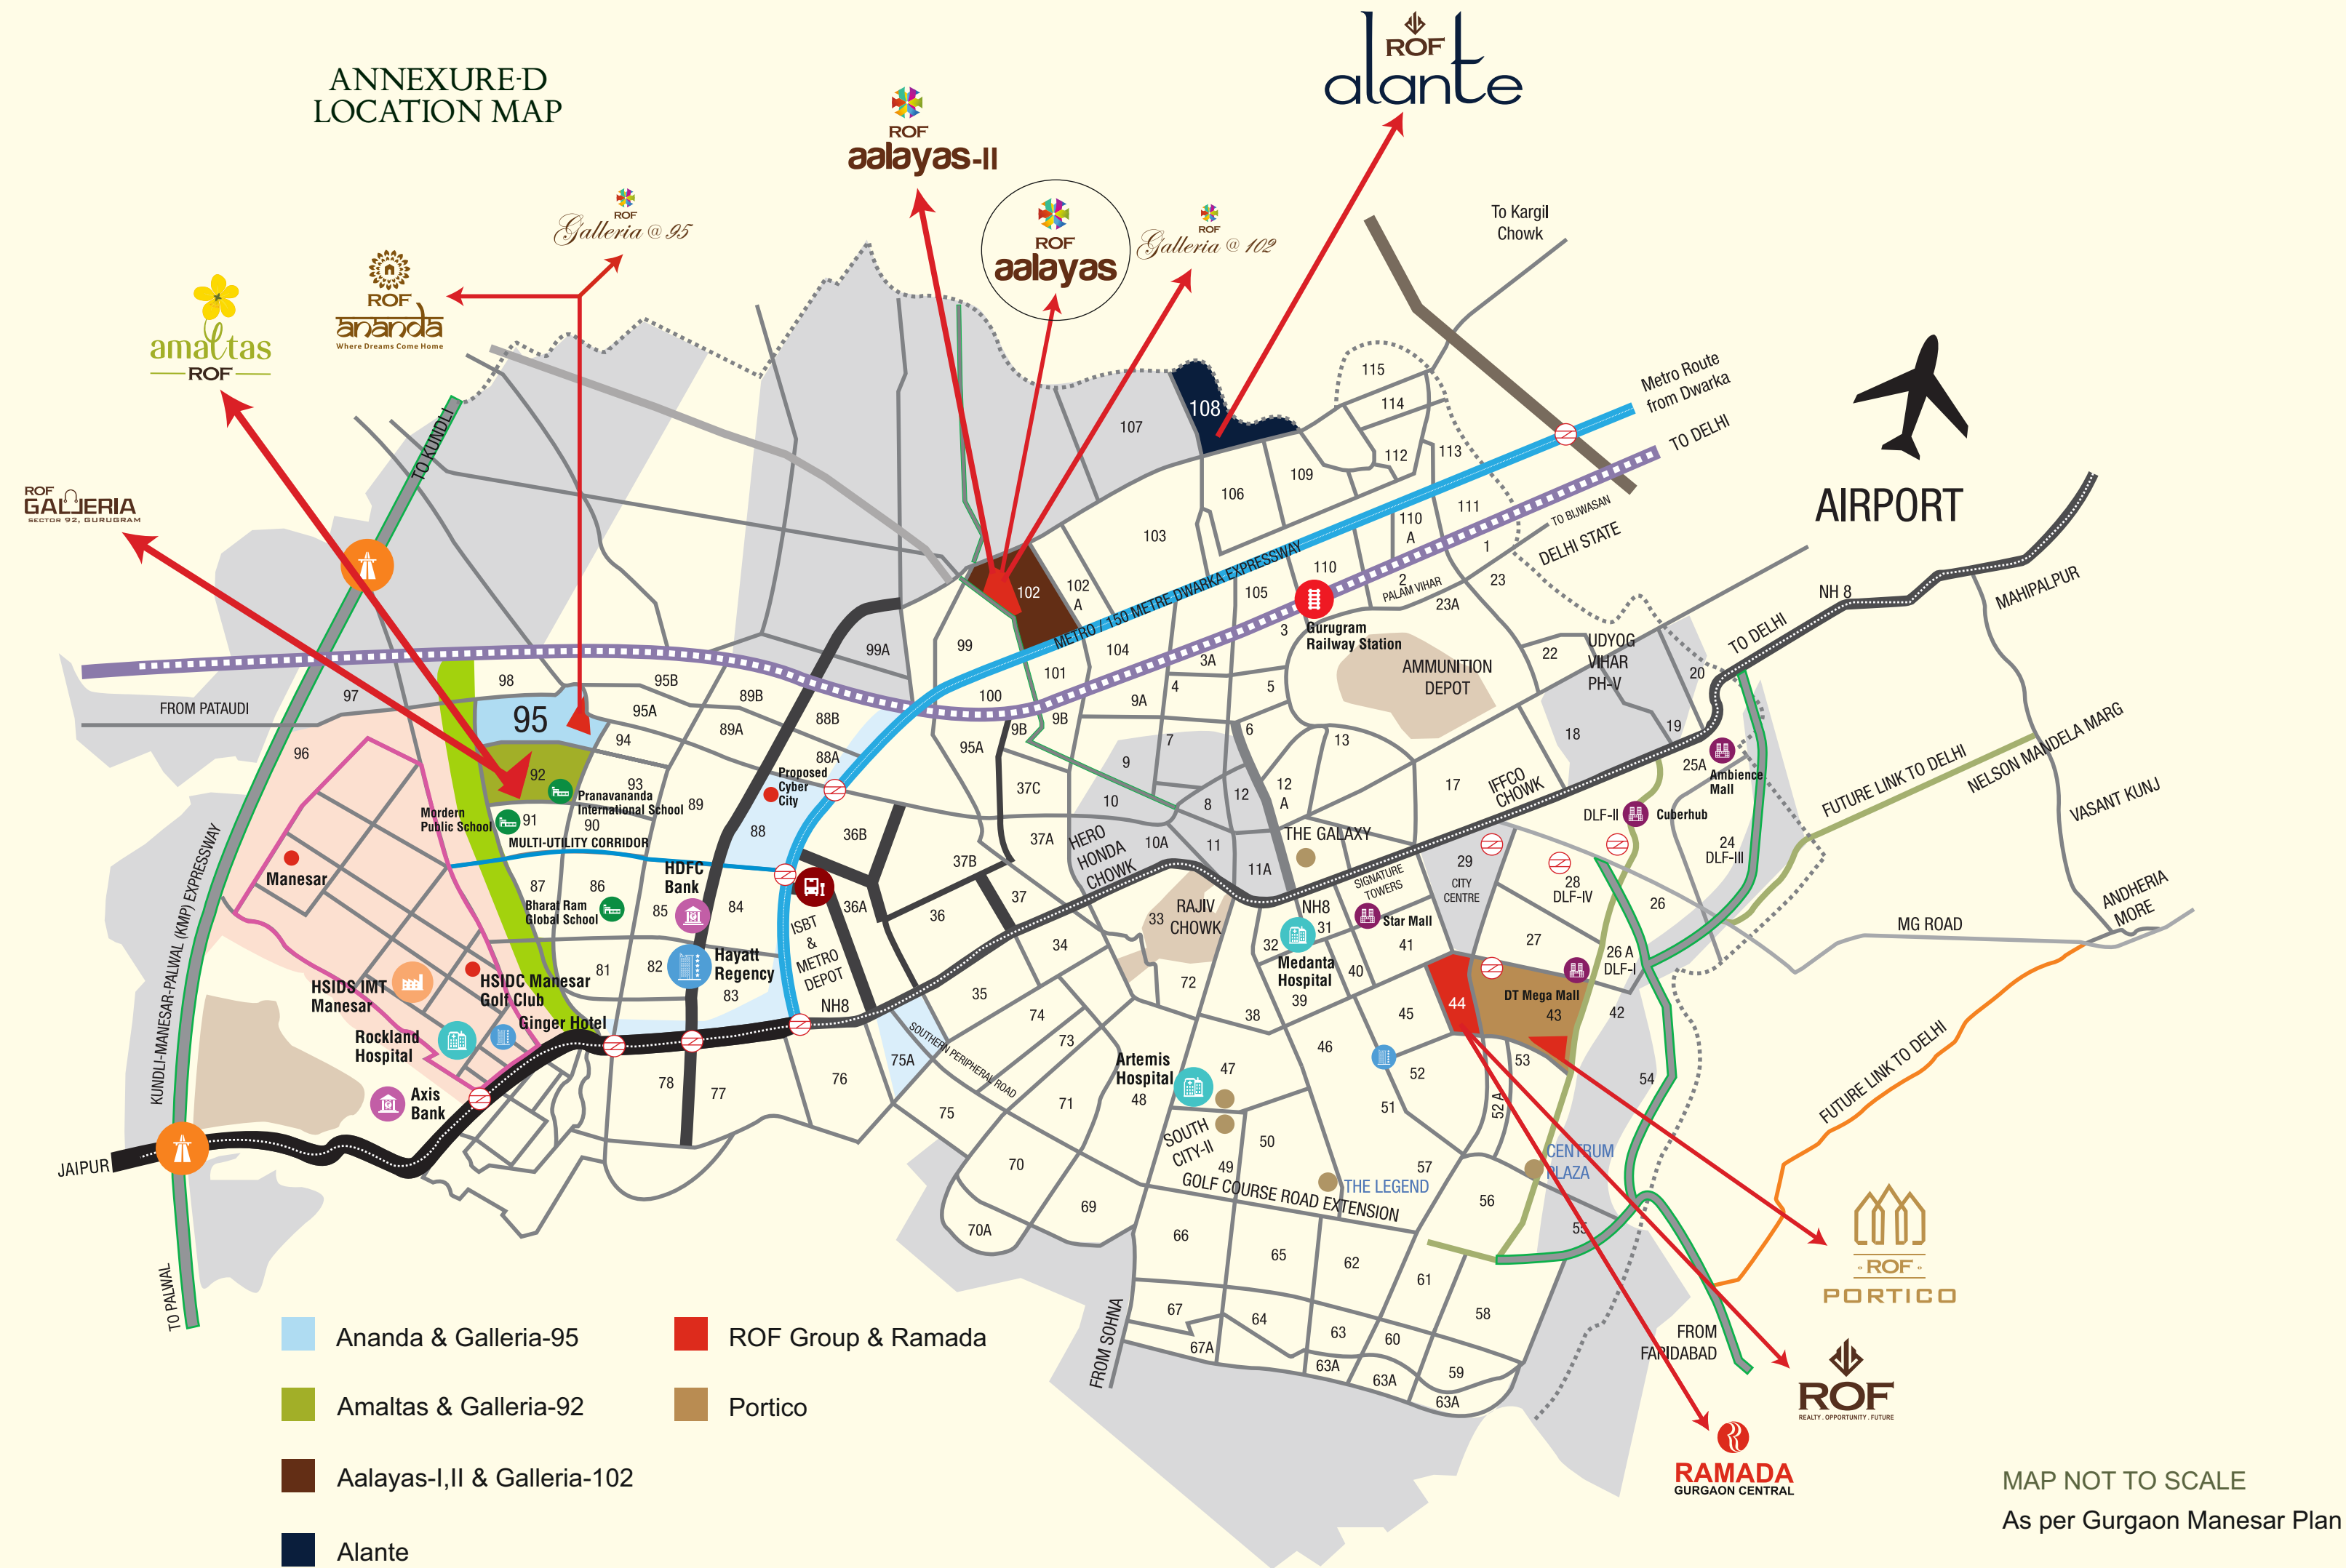 ANNEXURE-D
LOCATION MAP
ROF
alante
ROF
aalayas-II
ROF
aalayas
ROF
Galleria @ 102
ROF
Galleria @ 95
ROF
ananda
Where Dreams Come Home
amaltas
ROF
ROF
GALLERIA
SECTOR 92, GURUGRAM
To Kargil
Chowk
Metro Route
from Dwarka
TO DELHI
TO BIJWASAN
DELHI STATE
AIRPORT
NH 8
MAHIPALPUR
TO DELHI
TO KUNDLI
115
114
108
107
112
113
109
106
111
110
A
103
1
110
2
PALAM VIHAR
23
23A
105
102
102
A
METRO / 150 METRE DWARKA EXPRESSWAY
3
Gurugram
Railway Station
AMMUNITION
DEPOT
22
UDYOG
VIHAR
PH-V
20
99A
99
104
101
3A
4
5
100
9A
9B
9B
98
97
FROM PATAUDI
95B
95A
89B
89A
88B
88A
95
94
96
92
93
89
91
90
Pranavananda
International School
Mordern
Public School
MULTI-UTILITY CORRIDOR
Proposed
Cyber
City
88
95A
37C
6
7
9
13
8
12
12
A
10
10A
11
11A
18
19
17
IFFCO
CHOWK
25A
Ambience
Mall
DLF-II
Cuberhub
24
DLF-III
FUTURE LINK TO DELHI
NELSON MANDELA MARG
VASANT KUNJ
ANDHERIA
MORE
MG ROAD
36B
37A
37B
HERO
HONDA
CHOWK
THE GALAXY
SIGNATURE
TOWERS
29
CITY
CENTRE
28
DLF-IV
26
27
26 A
DLF-I
Manesar
KUNDLI-MANESAR-PALWAL (KMP) EXPRESSWAY
87
86
85
84
Bharat Ram
Global School
HDFC
Bank
36A
36
37
ISBT
&
METRO
DEPOT
33
RAJIV
CHOWK
NH8
31
Star Mall
32
Medanta
Hospital
41
40
39
34
72
35
38
81
82
83
Hayatt
Regency
HSIDS IMT
Manesar
HSIDC Manesar
Golf Club
Rockland
Hospital
Ginger Hotel
Axis
Bank
NH8
78
77
76
75A
75
SOUTHERN PERIPHERAL ROAD
74
73
71
70
70A
69
44
45
46
DT Mega Mall
43
42
53
54
52
52 A
51
Artemis
Hospital
47
48
SOUTH
CITY-II
49
50
57
THE LEGEND
CENTRUM
PLAZA
GOLF COURSE ROAD EXTENSION
56
55
66
65
62
61
58
67
67A
64
63
60
63A
63A
59
63A
FROM SOHNA
JAIPUR
TO PALWAL
FUTURE LINK TO DELHI
FROM
FARIDABAD
ROF
PORTICO
ROF
REALTY . OPPORTUNITY . FUTURE
RAMADA
GURGAON CENTRAL
Ananda & Galleria-95
ROF Group & Ramada
Amaltas & Galleria-92
Portico
Aalayas-I,II & Galleria-102
Alante
MAP NOT TO SCALE
As per Gurgaon Manesar Plan